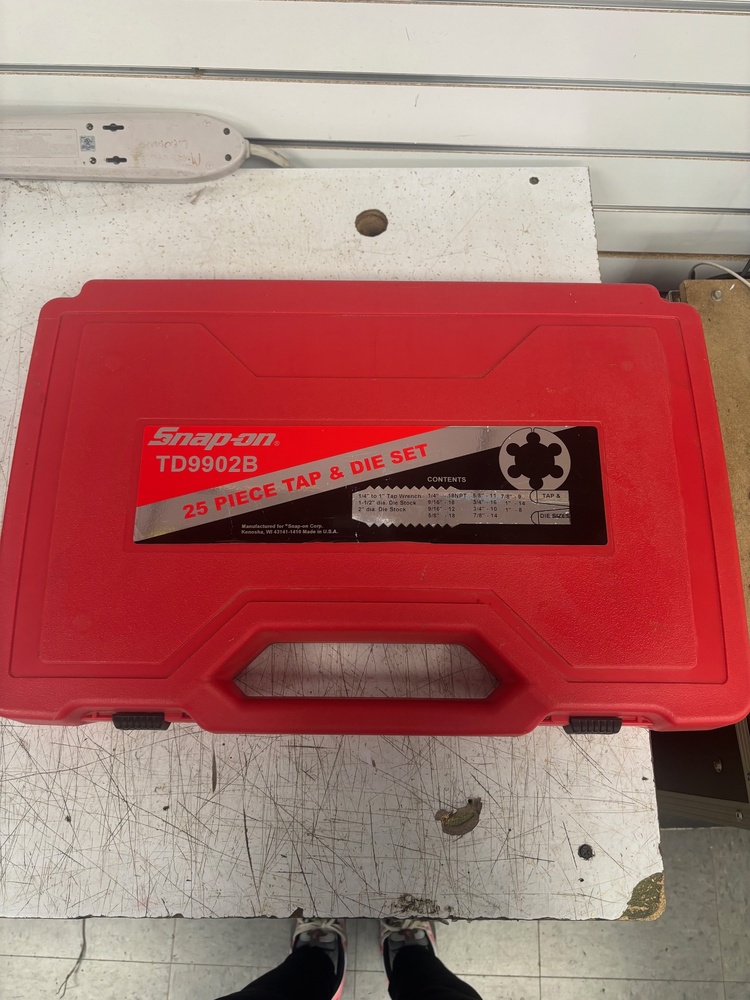 Snap-on®
TD9902B
25 PIECE TAP & DIE SET
CONTENTS
1/4" to 1" Tap Wrench 1/4" - 18NPT 5/8" - 11 7/8" - 9
1-1/2" dia. Die Stock 9/16" - 18 3/4" - 16 1" - 14
2" dia. Die Stock 9/16" - 12 3/4" - 10 1" - 8
5/8" - 18 7/8" - 14
TAP &
DIE SIZES
Manufactured for *Snap-on Corp.
Kenosha, WI 43141-1410 Made in U.S.A.